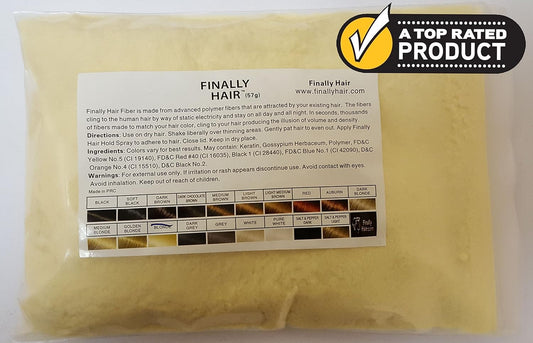 A TOP RATED
PRODUCT
FINALLY
HAIR™ (57g)
Finally Hair
www.finallyhair.com
Finally Hair Fiber is made from advanced polymer fibers that are attracted by your existing hair. The fibers
cling to the human hair by way of static electricity and stay on all day and all night. In seconds, thousands
of fibers made to match your hair color, cling to your hair producing the illusion of volume and density.
Directions: Use on dry hair. Shake liberally over thinning areas. Gently pat hair to even out. Apply Finally
Hair Hold Spray to adhere to hair. Close lid. Keep in dry place.
Ingredients: Colors vary for best results. May contain: Keratin, Gossypium Herbaceum, Polymer, FD&C
Yellow No.5 (CI 19140), FD&C Red #40 (CI 16035), Black 1 (CI 28440), FD&C Blue No.1 (CI 42090), D&C
Orange No.4 (CI 15510), D&C Black No.2.
Warnings: For external use only. If irritation or rash appears discontinue use. Avoid contact with eyes.
Avoid inhalation. Keep out of reach of children.
Made in PRC
BLACK
SOFT BLACK
DARK BROWN
DARK CHOCOLATE BROWN
MEDIUM BROWN
LIGHT BROWN
LIGHT MEDIUM BROWN
RED
AUBURN
DARK BLONDE
MEDIUM BLONDE
GOLDEN BLONDE
BLONDE
DARK GREY
GREY
WHITE
PURE WHITE
SALT & PEPPER DARK
SALT & PEPPER LIGHT
Finally Hair